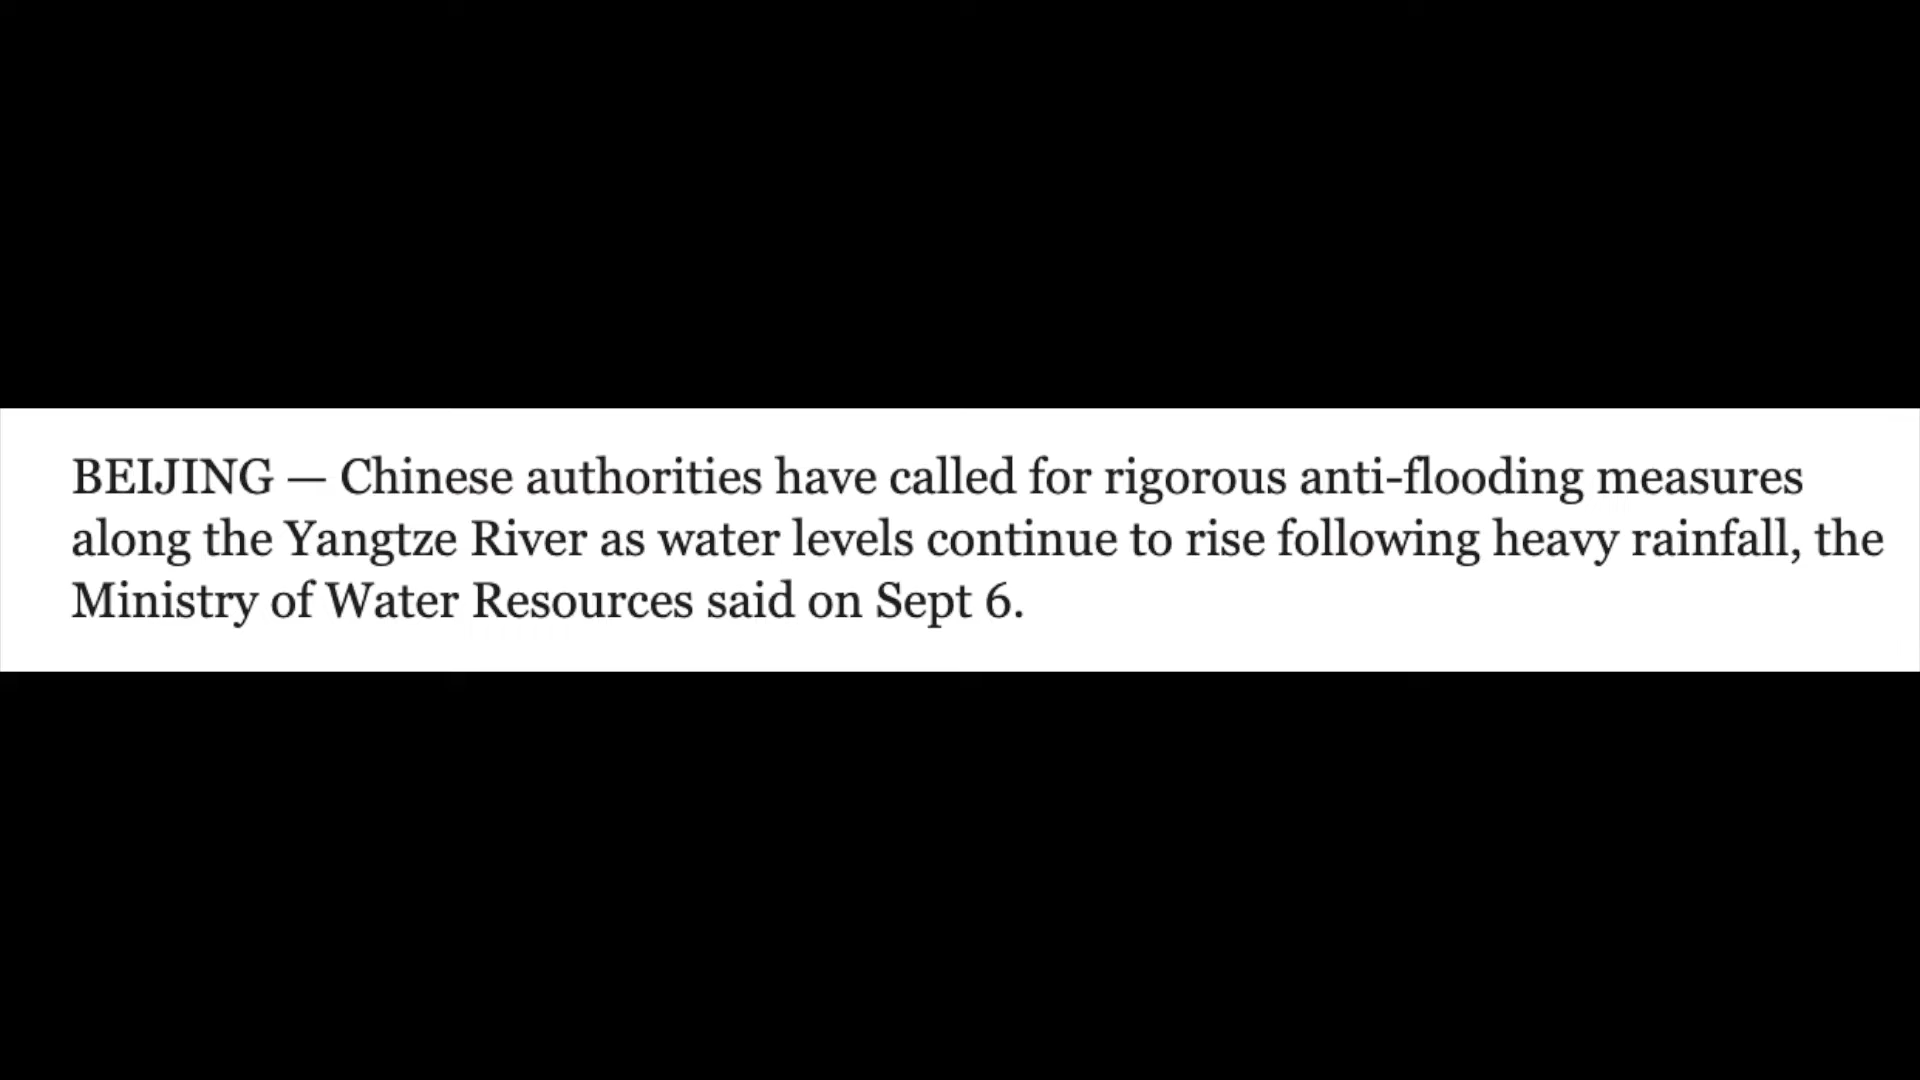 BEIJING — Chinese authorities have called for rigorous anti-flooding measures
along the Yangtze River as water levels continue to rise following heavy rainfall, the
Ministry of Water Resources said on Sept 6.